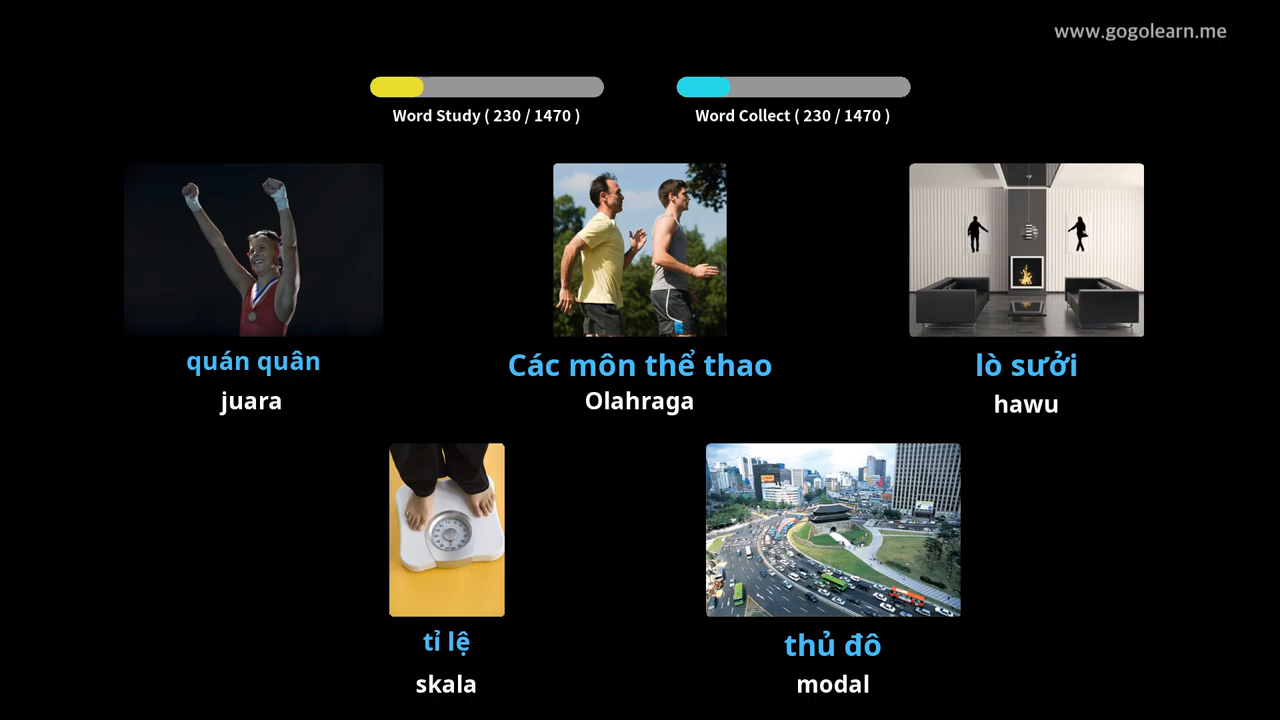 www.gogolearn.me
Word Study ( 230 / 1470 )
Word Collect ( 230 / 1470 )
quán quân
Các môn thể thao
lò sưởi
juara
Olahraga
hawu
tỉ lệ
thủ đô
skala
modal